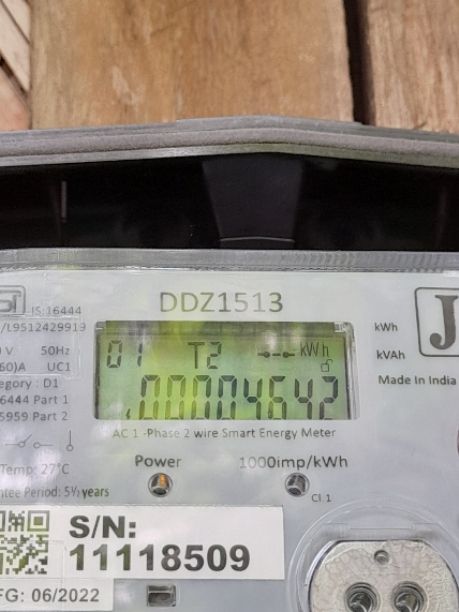 IS:16444
DDZ1513
/L9512429919
kWh
V 50Hz
60)A UC1
01 T2 kWh
kVAh
J
tegory : D1
.00004642
Made in India
6444 Part 1
5959 Part 2
AC 1 -Phase 2 wire Smart Energy Meter
Temp: 27°C
Power 1000imp/kWh
ntee Period: 5½ years
Cl 1
S/N:
11118509
FG: 06/2022